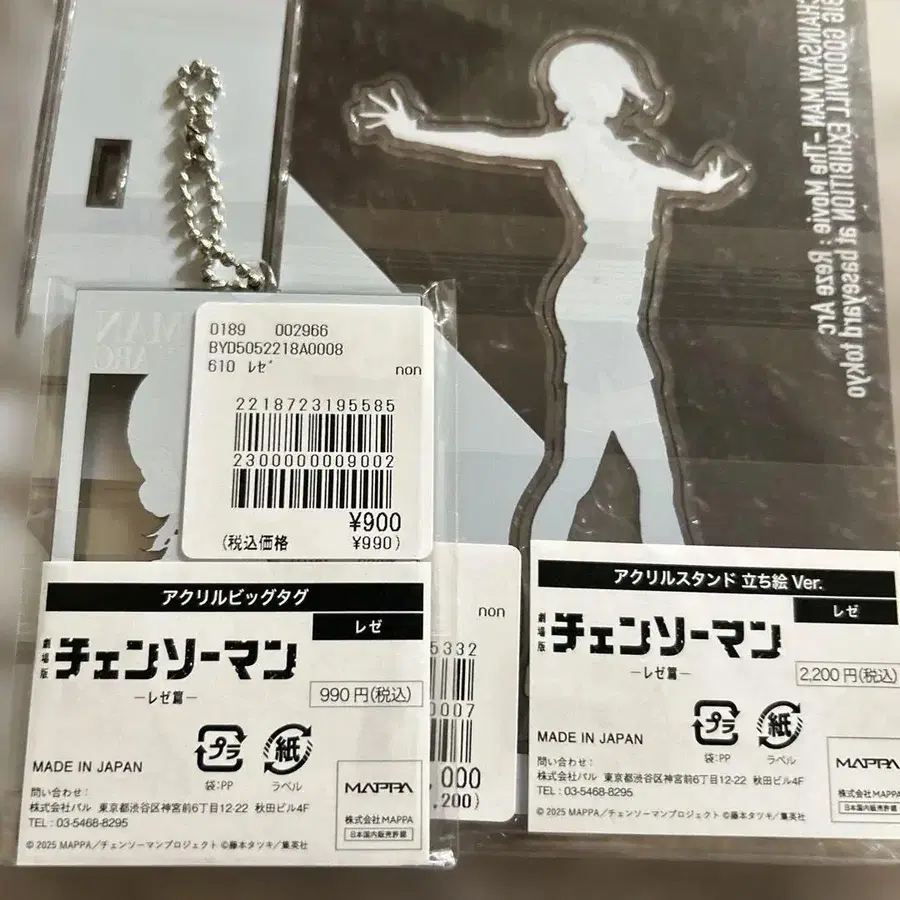 BIG GOODWILL EXHIBITION at baseyard tokyo
-The Movie : Reze Arc
MAN
ARC
0189 002966
BYD5052218A0008
610 ﾚｾﾞ
non
2218723195585
2300000009002
¥900
(税込価格 ¥990)
アクリルビッグタグ
レゼ
劇場版
チェンソーマン
ーレゼ篇ー
990円(税込)
プラ
袋:PP
紙
ラベル
MADE IN JAPAN
問い合わせ:
株式会社パル 東京都渋谷区神宮前6丁目12-22 秋田ビル4F
TEL : 03-5468-8295
MAPPA
株式会社MAPPA
日本国内販売許諾
© 2025 MAPPA/チェンソーマンプロジェクト ©藤本タツキ/集英社
non
5332
0007
,000
,200)
アクリルスタンド 立ち絵 Ver.
レゼ
劇場版
チェンソーマン
ーレゼ篇ー
2,200円(税込)
プラ
袋:PP
紙
ラベル
MADE IN JAPAN
問い合わせ:
株式会社パル 東京都渋谷区神宮前6丁目12-22 秋田ビル4F
TEL : 03-5468-8295
MAPPA
株式会社MAPPA
日本国内販売許諾
© 2025 MAPPA/チェンソーマンプロジェクト ©藤本タツキ/集英社